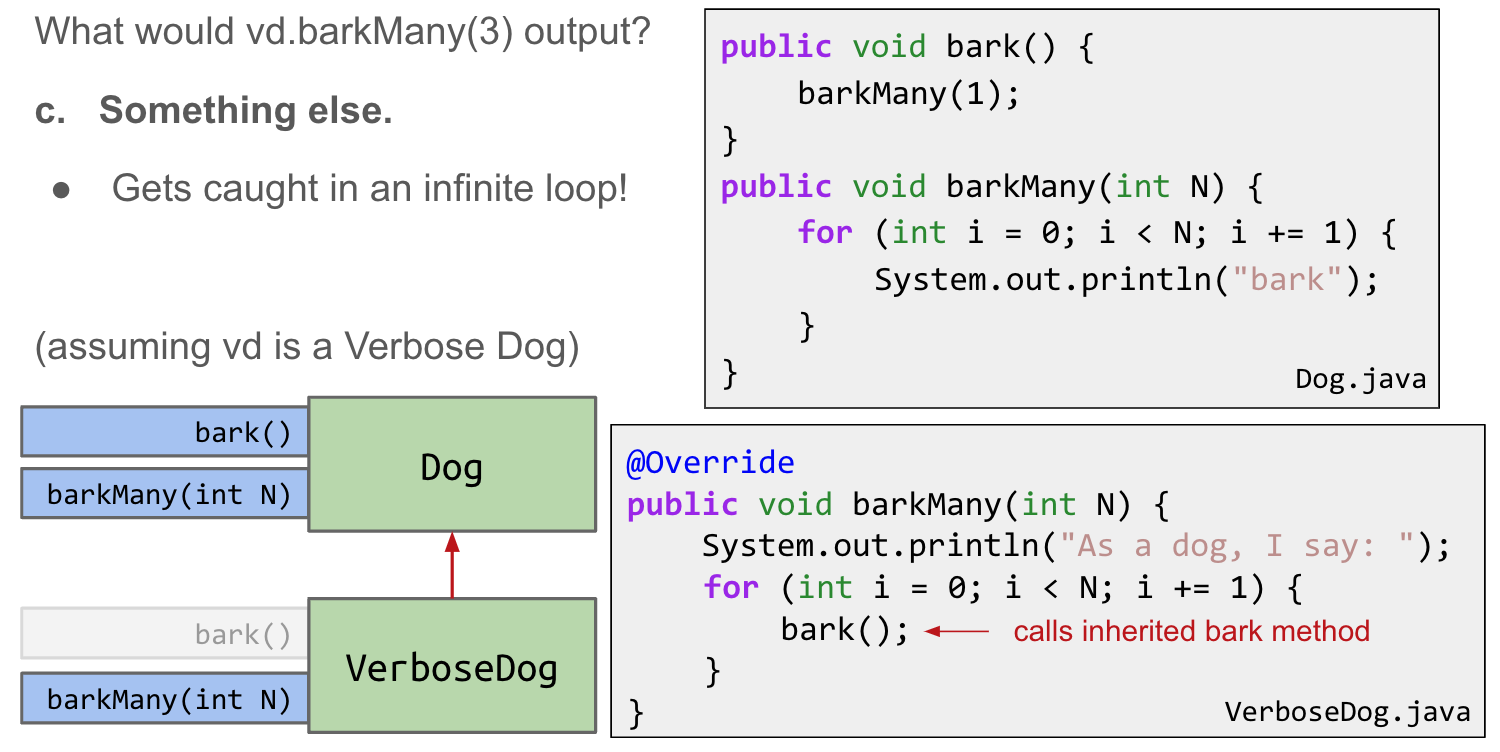 What would vd.barkMany(3) output?
c. Something else.
● Gets caught in an infinite loop!
(assuming vd is a Verbose Dog)
public void bark() {
    barkMany(1);
}
public void barkMany(int N) {
    for (int i = 0; i < N; i += 1) {
        System.out.println("bark");
    }
}
Dog.java
bark()
barkMany(int N)
Dog
bark()
barkMany(int N)
VerboseDog
@Override
public void barkMany(int N) {
    System.out.println("As a dog, I say: ");
    for (int i = 0; i < N; i += 1) {
        bark(); calls inherited bark method
    }
}
VerboseDog.java